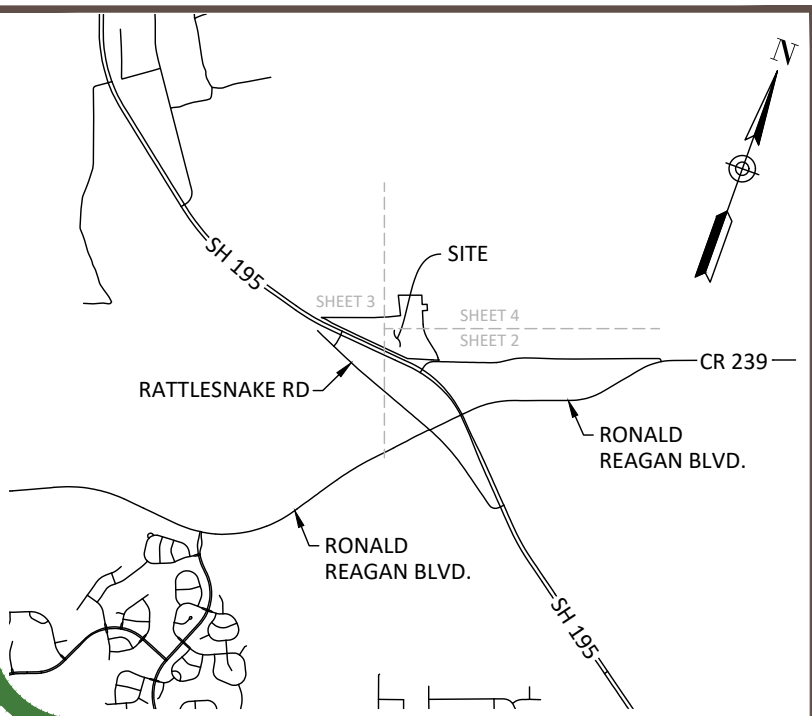 N
SH 195
SITE
SHEET 3
SHEET 4
SHEET 2
CR 239
RATTLESNAKE RD
RONALD
REAGAN BLVD.
RONALD
REAGAN BLVD.
SH 195